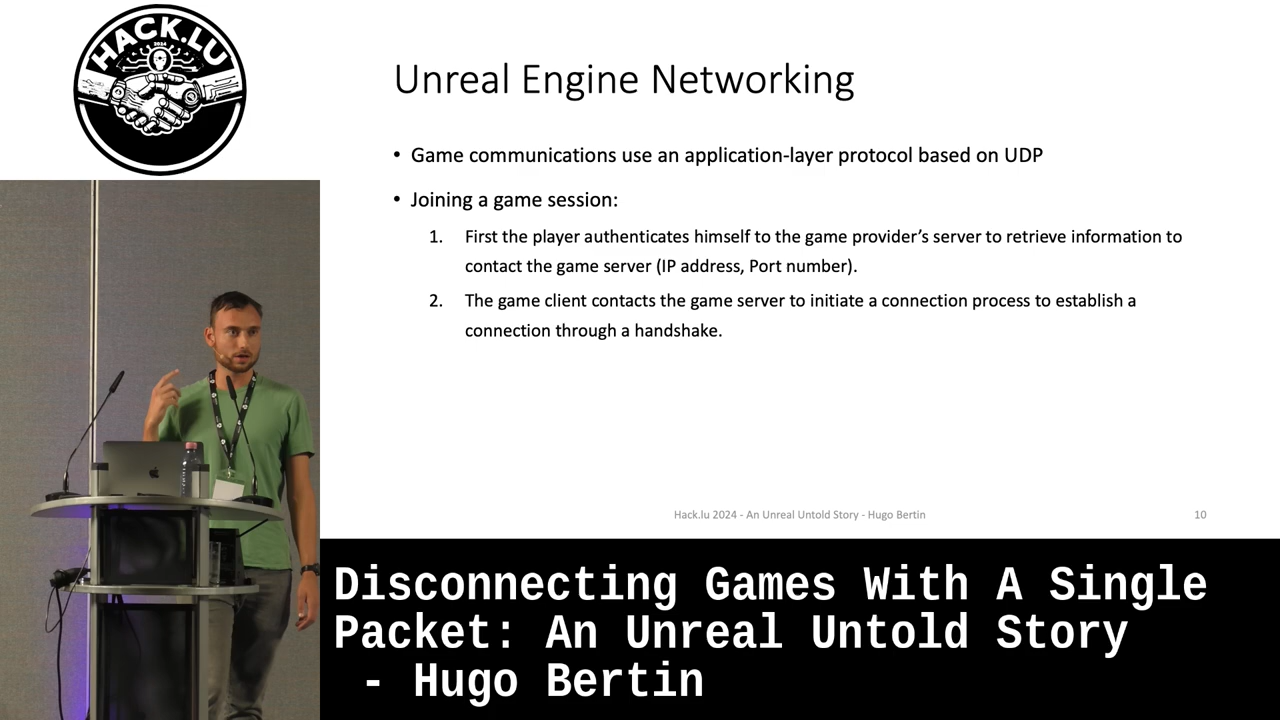 HACK.LU
2024
Unreal Engine Networking
• Game communications use an application-layer protocol based on UDP
• Joining a game session:
1. First the player authenticates himself to the game provider’s server to retrieve information to
contact the game server (IP address, Port number).
2. The game client contacts the game server to initiate a connection process to establish a
connection through a handshake.
Hack.lu 2024 - An Unreal Untold Story - Hugo Bertin
10
Disconnecting Games With A Single
Packet: An Unreal Untold Story
- Hugo Bertin